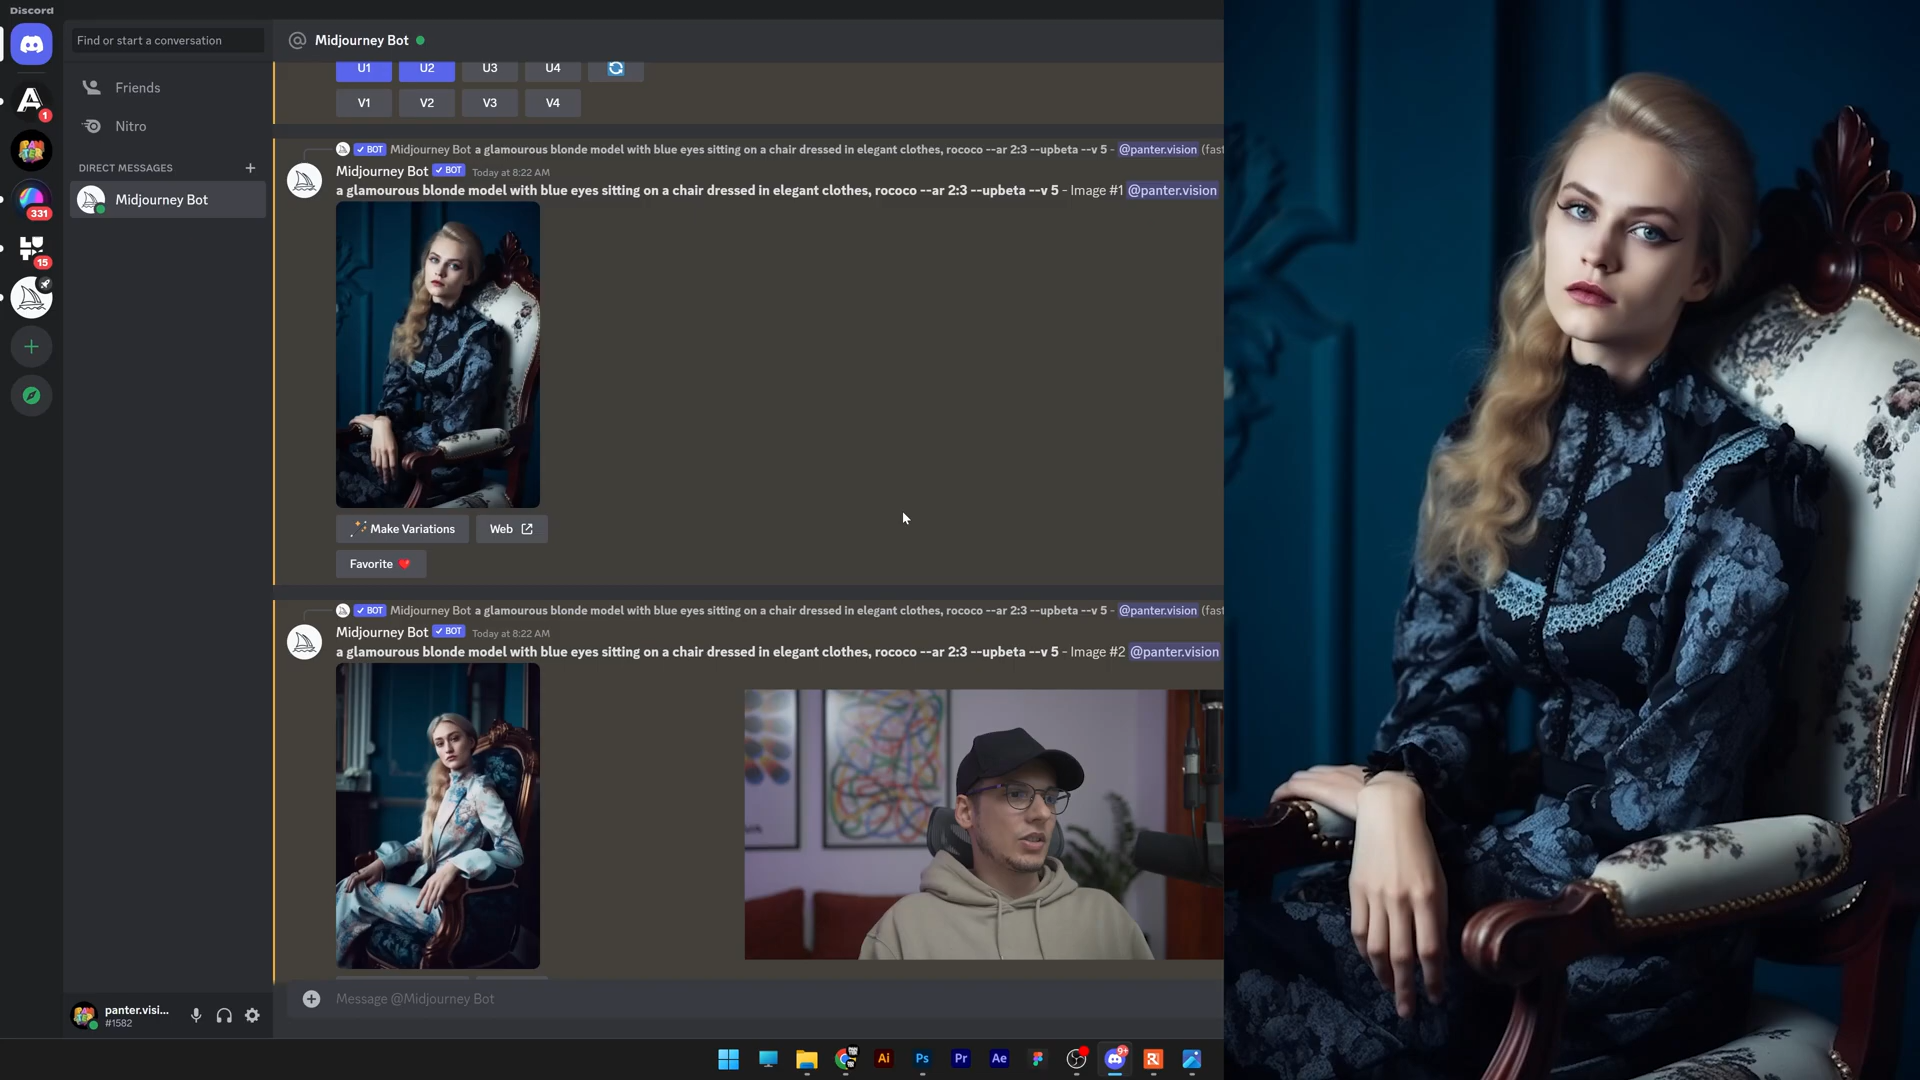 Discord
Find or start a conversation
Friends
Nitro
DIRECT MESSAGES
Midjourney Bot
1
331
15
panter.visi...
#1582
Midjourney Bot
U1 U2 U3 U4
V1 V2 V3 V4
BOT Midjourney Bot a glamourous blonde model with blue eyes sitting on a chair dressed in elegant clothes, rococo --ar 2:3 --upbeta --v 5 - @panter.vision (fast
Midjourney Bot BOT Today at 8:22 AM
a glamourous blonde model with blue eyes sitting on a chair dressed in elegant clothes, rococo --ar 2:3 --upbeta --v 5 - Image #1 @panter.vision
Make Variations Web
Favorite
BOT Midjourney Bot a glamourous blonde model with blue eyes sitting on a chair dressed in elegant clothes, rococo --ar 2:3 --upbeta --v 5 - @panter.vision (fast
Midjourney Bot BOT Today at 8:22 AM
a glamourous blonde model with blue eyes sitting on a chair dressed in elegant clothes, rococo --ar 2:3 --upbeta --v 5 - Image #2 @panter.vision
Message @Midjourney Bot
Ai Ps Pr Ae 9+